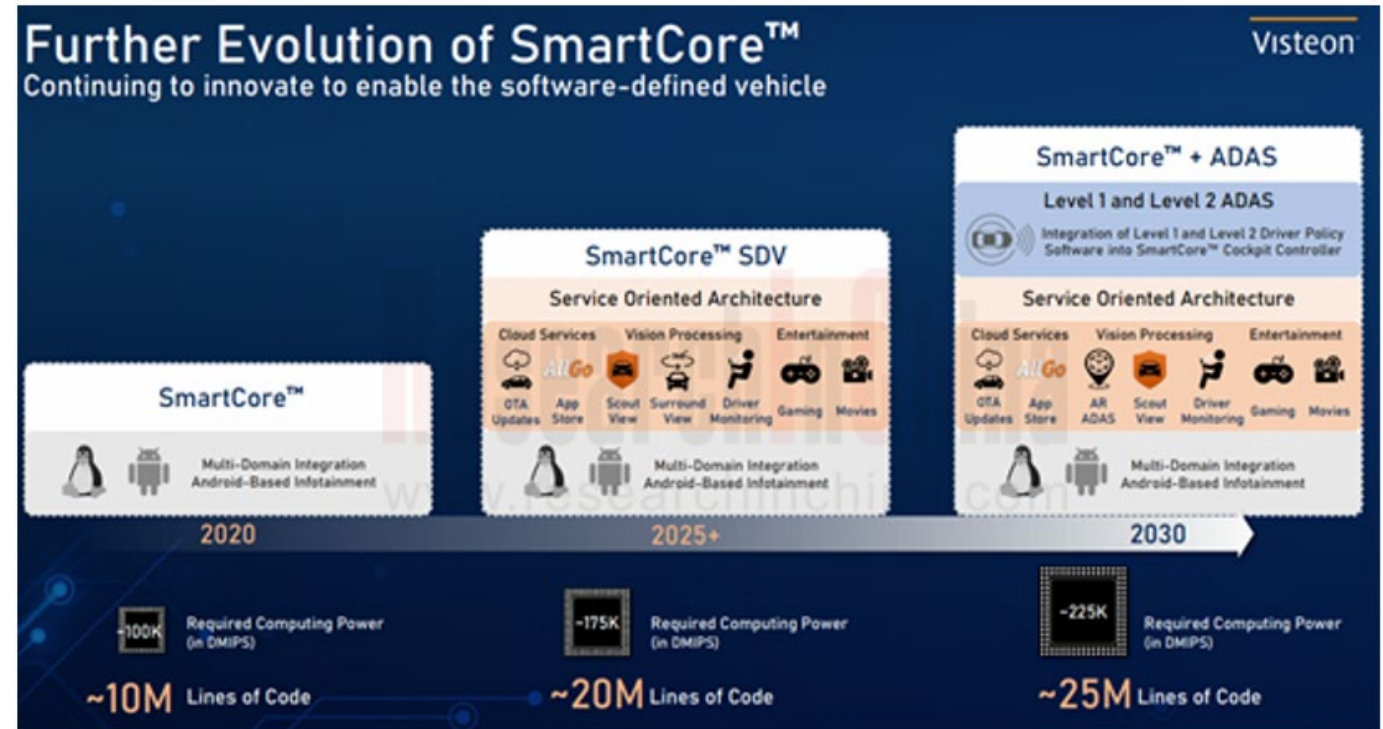 Further Evolution of SmartCore™
Continuing to innovate to enable the software-defined vehicle
Visteon
SmartCore™
Multi-Domain Integration
Android-Based Infotainment
SmartCore™ SDV
Service Oriented Architecture
Cloud Services Vision Processing Entertainment
AllGo
OTA Updates
App Store
Scout View
Surround View
Driver Monitoring
Gaming
Movies
Multi-Domain Integration
Android-Based Infotainment
SmartCore™ + ADAS
Level 1 and Level 2 ADAS
Integration of Level 1 and Level 2 Driver Policy
Software into SmartCore™ Cockpit Controller
Service Oriented Architecture
Cloud Services Vision Processing Entertainment
AllGo
OTA Updates
App Store
AR ADAS
Scout View
Driver Monitoring
Gaming
Movies
Multi-Domain Integration
Android-Based Infotainment
ResearchInChina
www.researchinchina.com
2020 2025+ 2030
~100K
Required Computing Power
(in DMIPS)
~10M Lines of Code
~175K
Required Computing Power
(in DMIPS)
~20M Lines of Code
~225K
Required Computing Power
(in DMIPS)
~25M Lines of Code